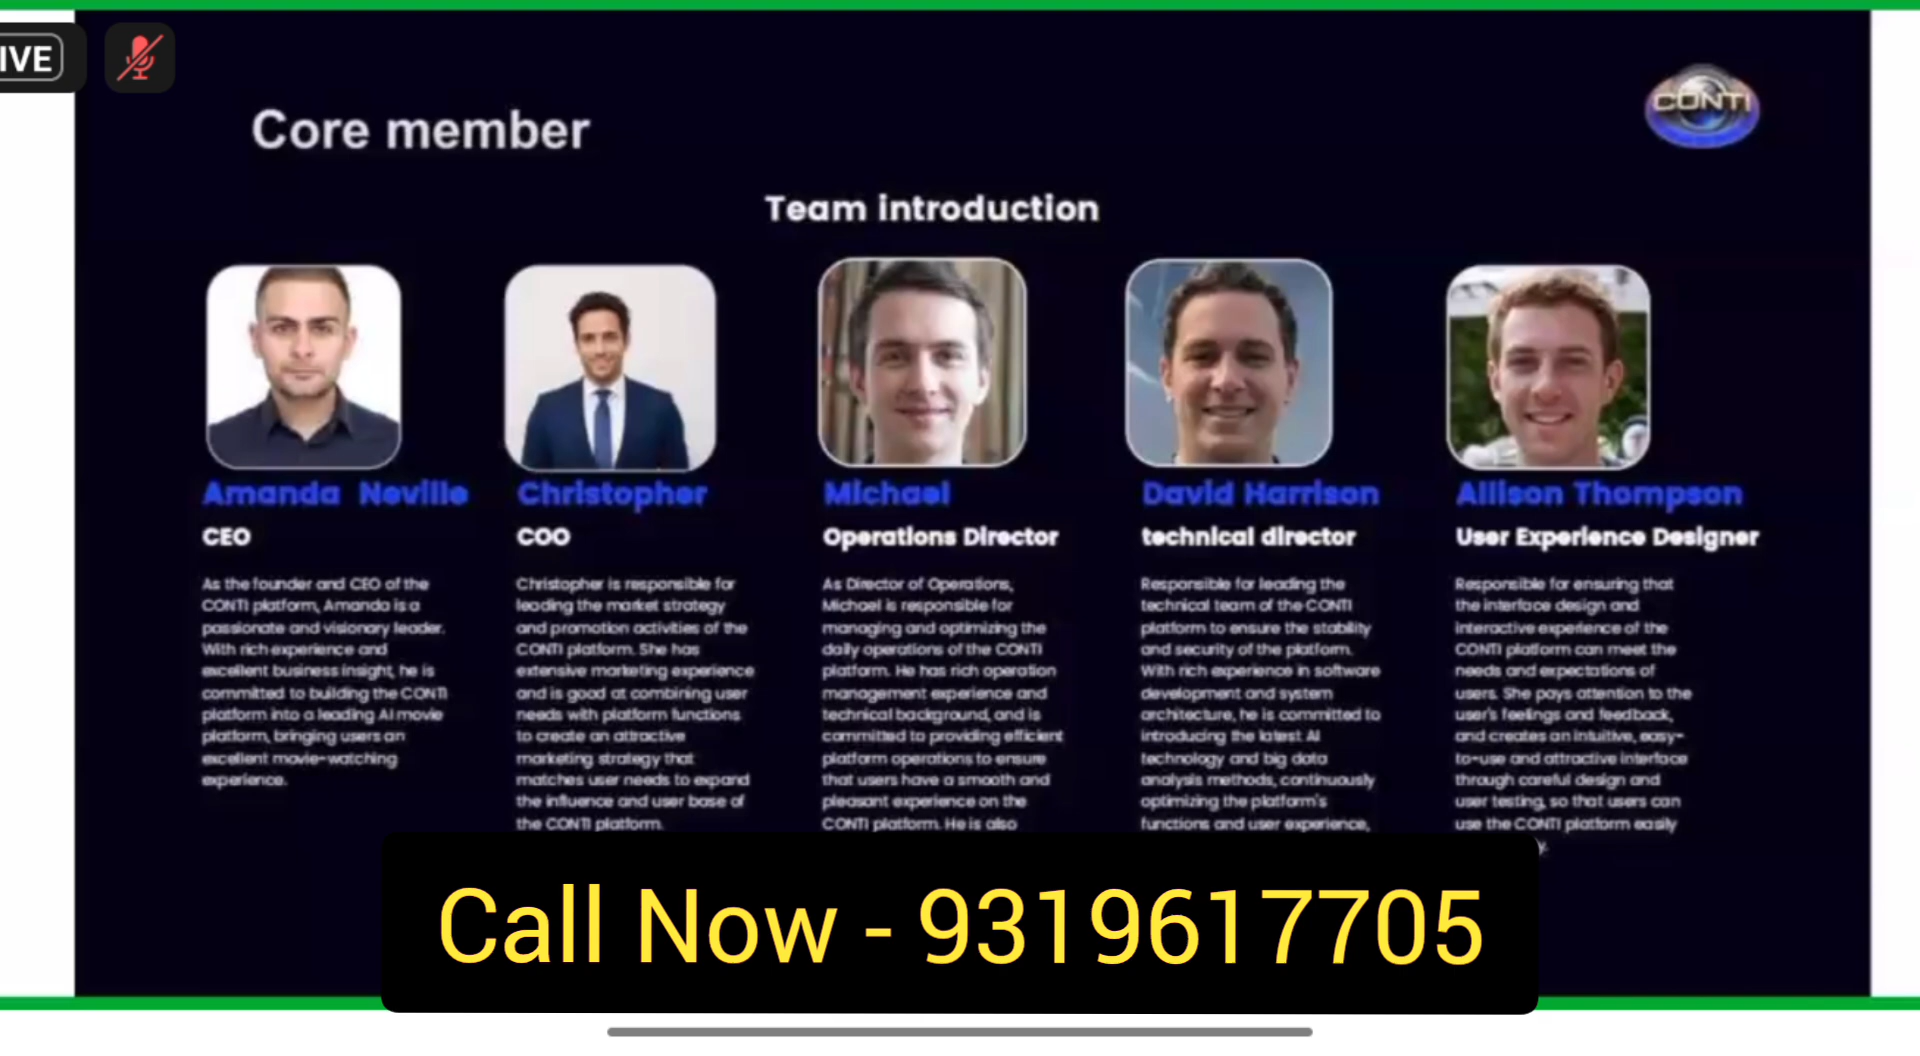 IVE
CONTI
Core member
Team introduction
Amanda Neville
CEO
As the founder and CEO of the
CONTI platform, Amanda is a
passionate and visionary leader.
With rich experience and
excellent business insight, he is
committed to building the CONTI
platform into a leading AI movie
platform, bringing users an
excellent movie-watching
experience.
Christopher
COO
Christopher is responsible for
leading the market strategy
and promotion activities of the
CONTI platform. She has
extensive marketing experience
and is good at combining user
needs with platform functions
to create an attractive
marketing strategy that
matches user needs to expand
the influence and user base of
the CONTI platform.
Michael
Operations Director
As Director of Operations,
Michael is responsible for
managing and optimizing the
daily operations of the CONTI
platform. He has rich operation
management experience and
technical background, and is
committed to providing efficient
platform operations to ensure
that users have a smooth and
pleasant experience on the
CONTI platform. He is also
David Harrison
technical director
Responsible for leading the
technical team of the CONTI
platform to ensure the stability
and security of the platform.
With rich experience in software
development and system
architecture, he is committed to
introducing the latest AI
technology and big data
analysis methods, continuously
optimizing the platform's
functions and user experience,
Allison Thompson
User Experience Designer
Responsible for ensuring that
the interface design and
interactive experience of the
CONTI platform can meet the
needs and expectations of
users. She pays attention to the
user's feelings and feedback,
and creates an intuitive, easy-
to-use and attractive interface
through careful design and
user testing, so that users can
use the CONTI platform easily
Call Now - 9319617705